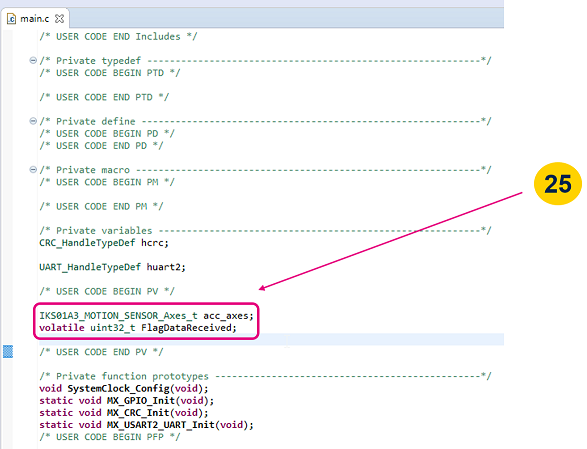 main.c
/* USER CODE END Includes */
/* Private typedef -----------------------------------------------------------*/
/* USER CODE BEGIN PTD */
/* USER CODE END PTD */
/* Private define ------------------------------------------------------------*/
/* USER CODE BEGIN PD */
/* USER CODE END PD */
/* Private macro -------------------------------------------------------------*/
/* USER CODE BEGIN PM */
/* USER CODE END PM */
25
/* Private variables ---------------------------------------------------------*/
CRC_HandleTypeDef hcrc;
UART_HandleTypeDef huart2;
/* USER CODE BEGIN PV */
IKS01A3_MOTION_SENSOR_Axes_t acc_axes;
volatile uint32_t FlagDataReceived;
/* USER CODE END PV */
/* Private function prototypes -----------------------------------------------*/
void SystemClock_Config(void);
static void MX_GPIO_Init(void);
static void MX_CRC_Init(void);
static void MX_USART2_UART_Init(void);
/* USER CODE BEGIN PFP */